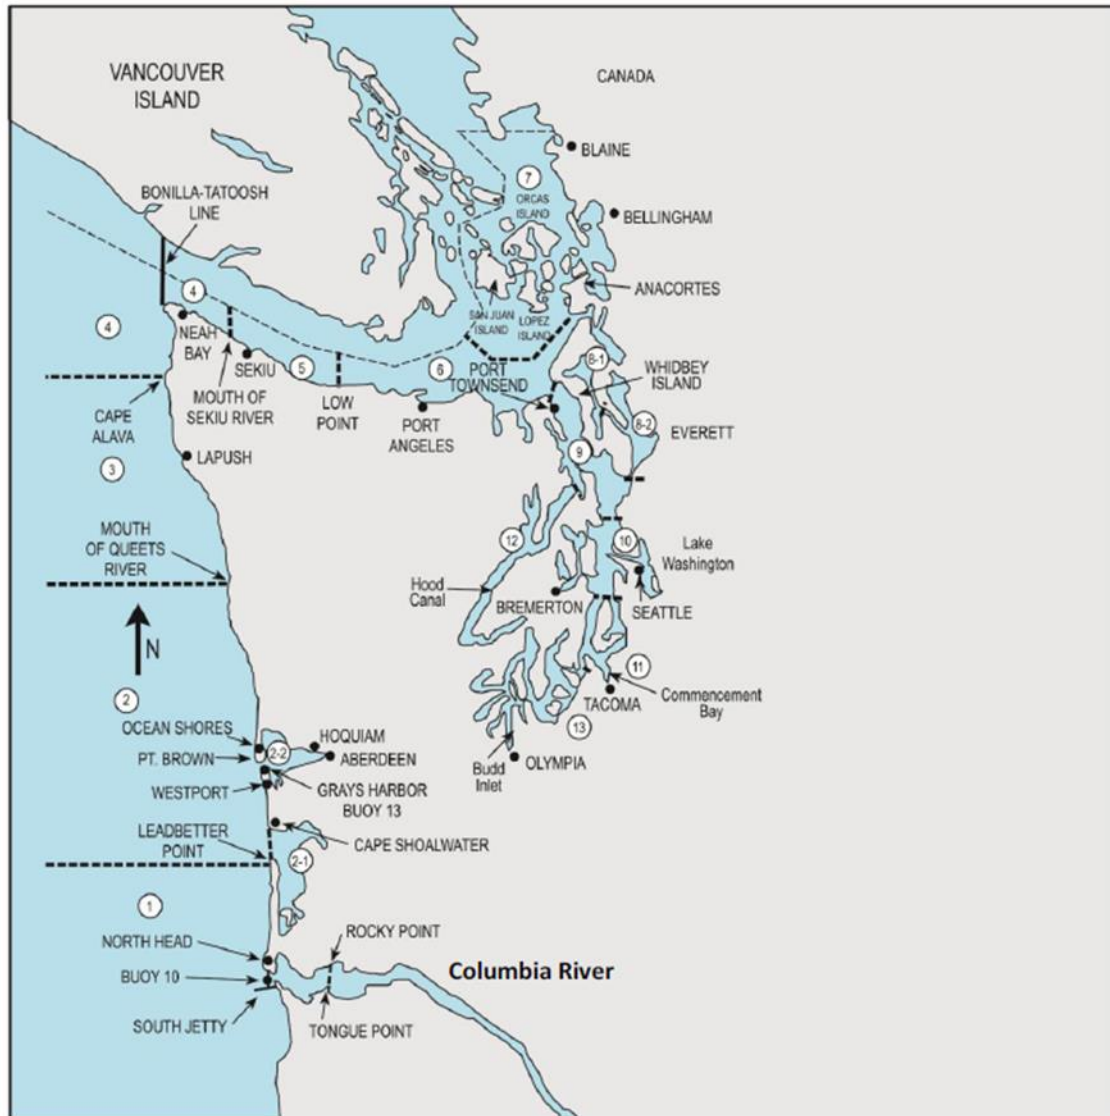 VANCOUVER
ISLAND
CANADA
BLAINE
7
ORCAS
ISLAND
BONILLA-TATOOSH
LINE
BELLINGHAM
ANACORTES
4
SAN JUAN
ISLAND
LOPEZ
ISLAND
4
NEAH
BAY
SEKIU
5
6
PORT
TOWNSEND
8-1
WHIDBEY
ISLAND
CAPE
ALAVA
MOUTH OF
SEKIU RIVER
LOW
POINT
PORT
ANGELES
8-2
EVERETT
3
LAPUSH
9
MOUTH
OF QUEETS
RIVER
12
10
Lake
Washington
Hood
Canal
BREMERTON
SEATTLE
N
11
TACOMA
Commencement
Bay
2
13
OCEAN SHORES
HOQUIAM
2-2
PT. BROWN
ABERDEEN
Budd
Inlet
OLYMPIA
WESTPORT
GRAYS HARBOR
BUOY 13
LEADBETTER
POINT
CAPE SHOALWATER
2-1
1
NORTH HEAD
ROCKY POINT
BUOY 10
Columbia River
SOUTH JETTY
TONGUE POINT